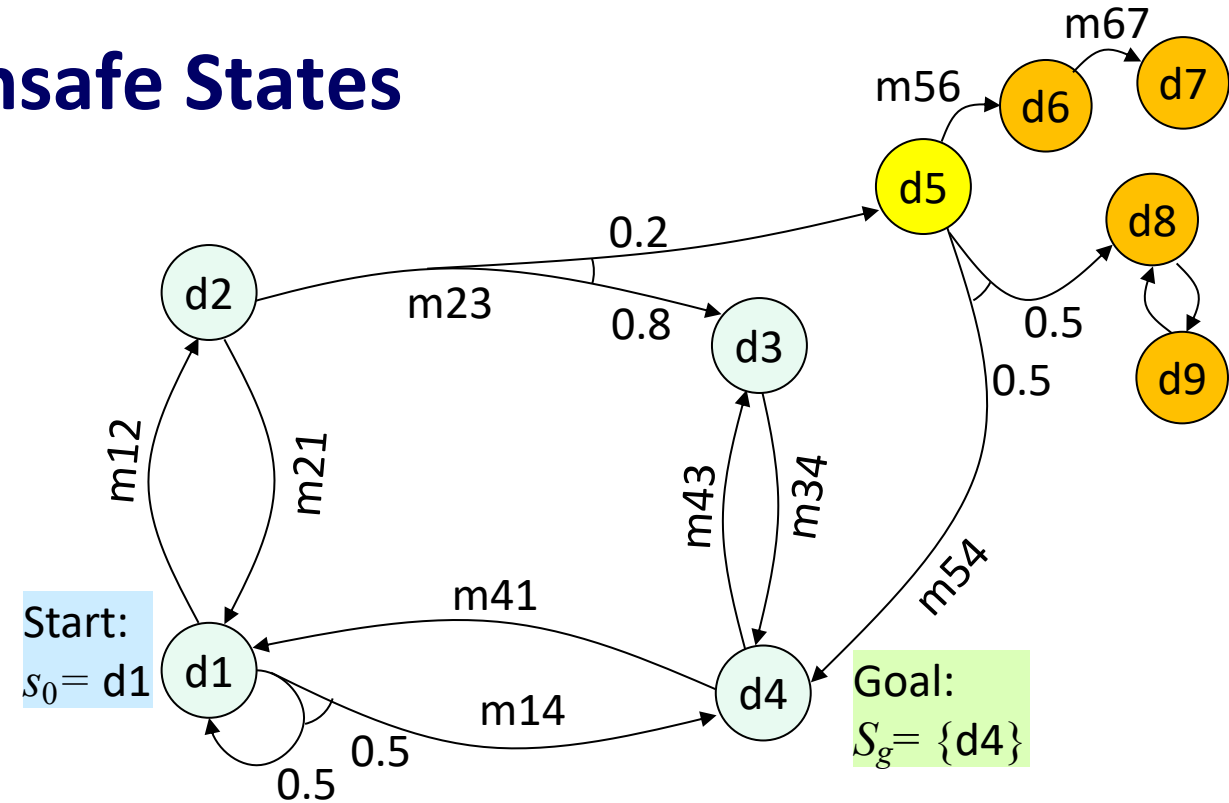 nsafe States
m67
d7
m56
d6
d5
d8
0.2
d2
m23
0.8
0.5
d3
0.5
d9
m12
m21
m43
m34
m54
m41
Start:
s0= d1
d1
m14
d4
Goal:
Sg= {d4}
0.5
0.5